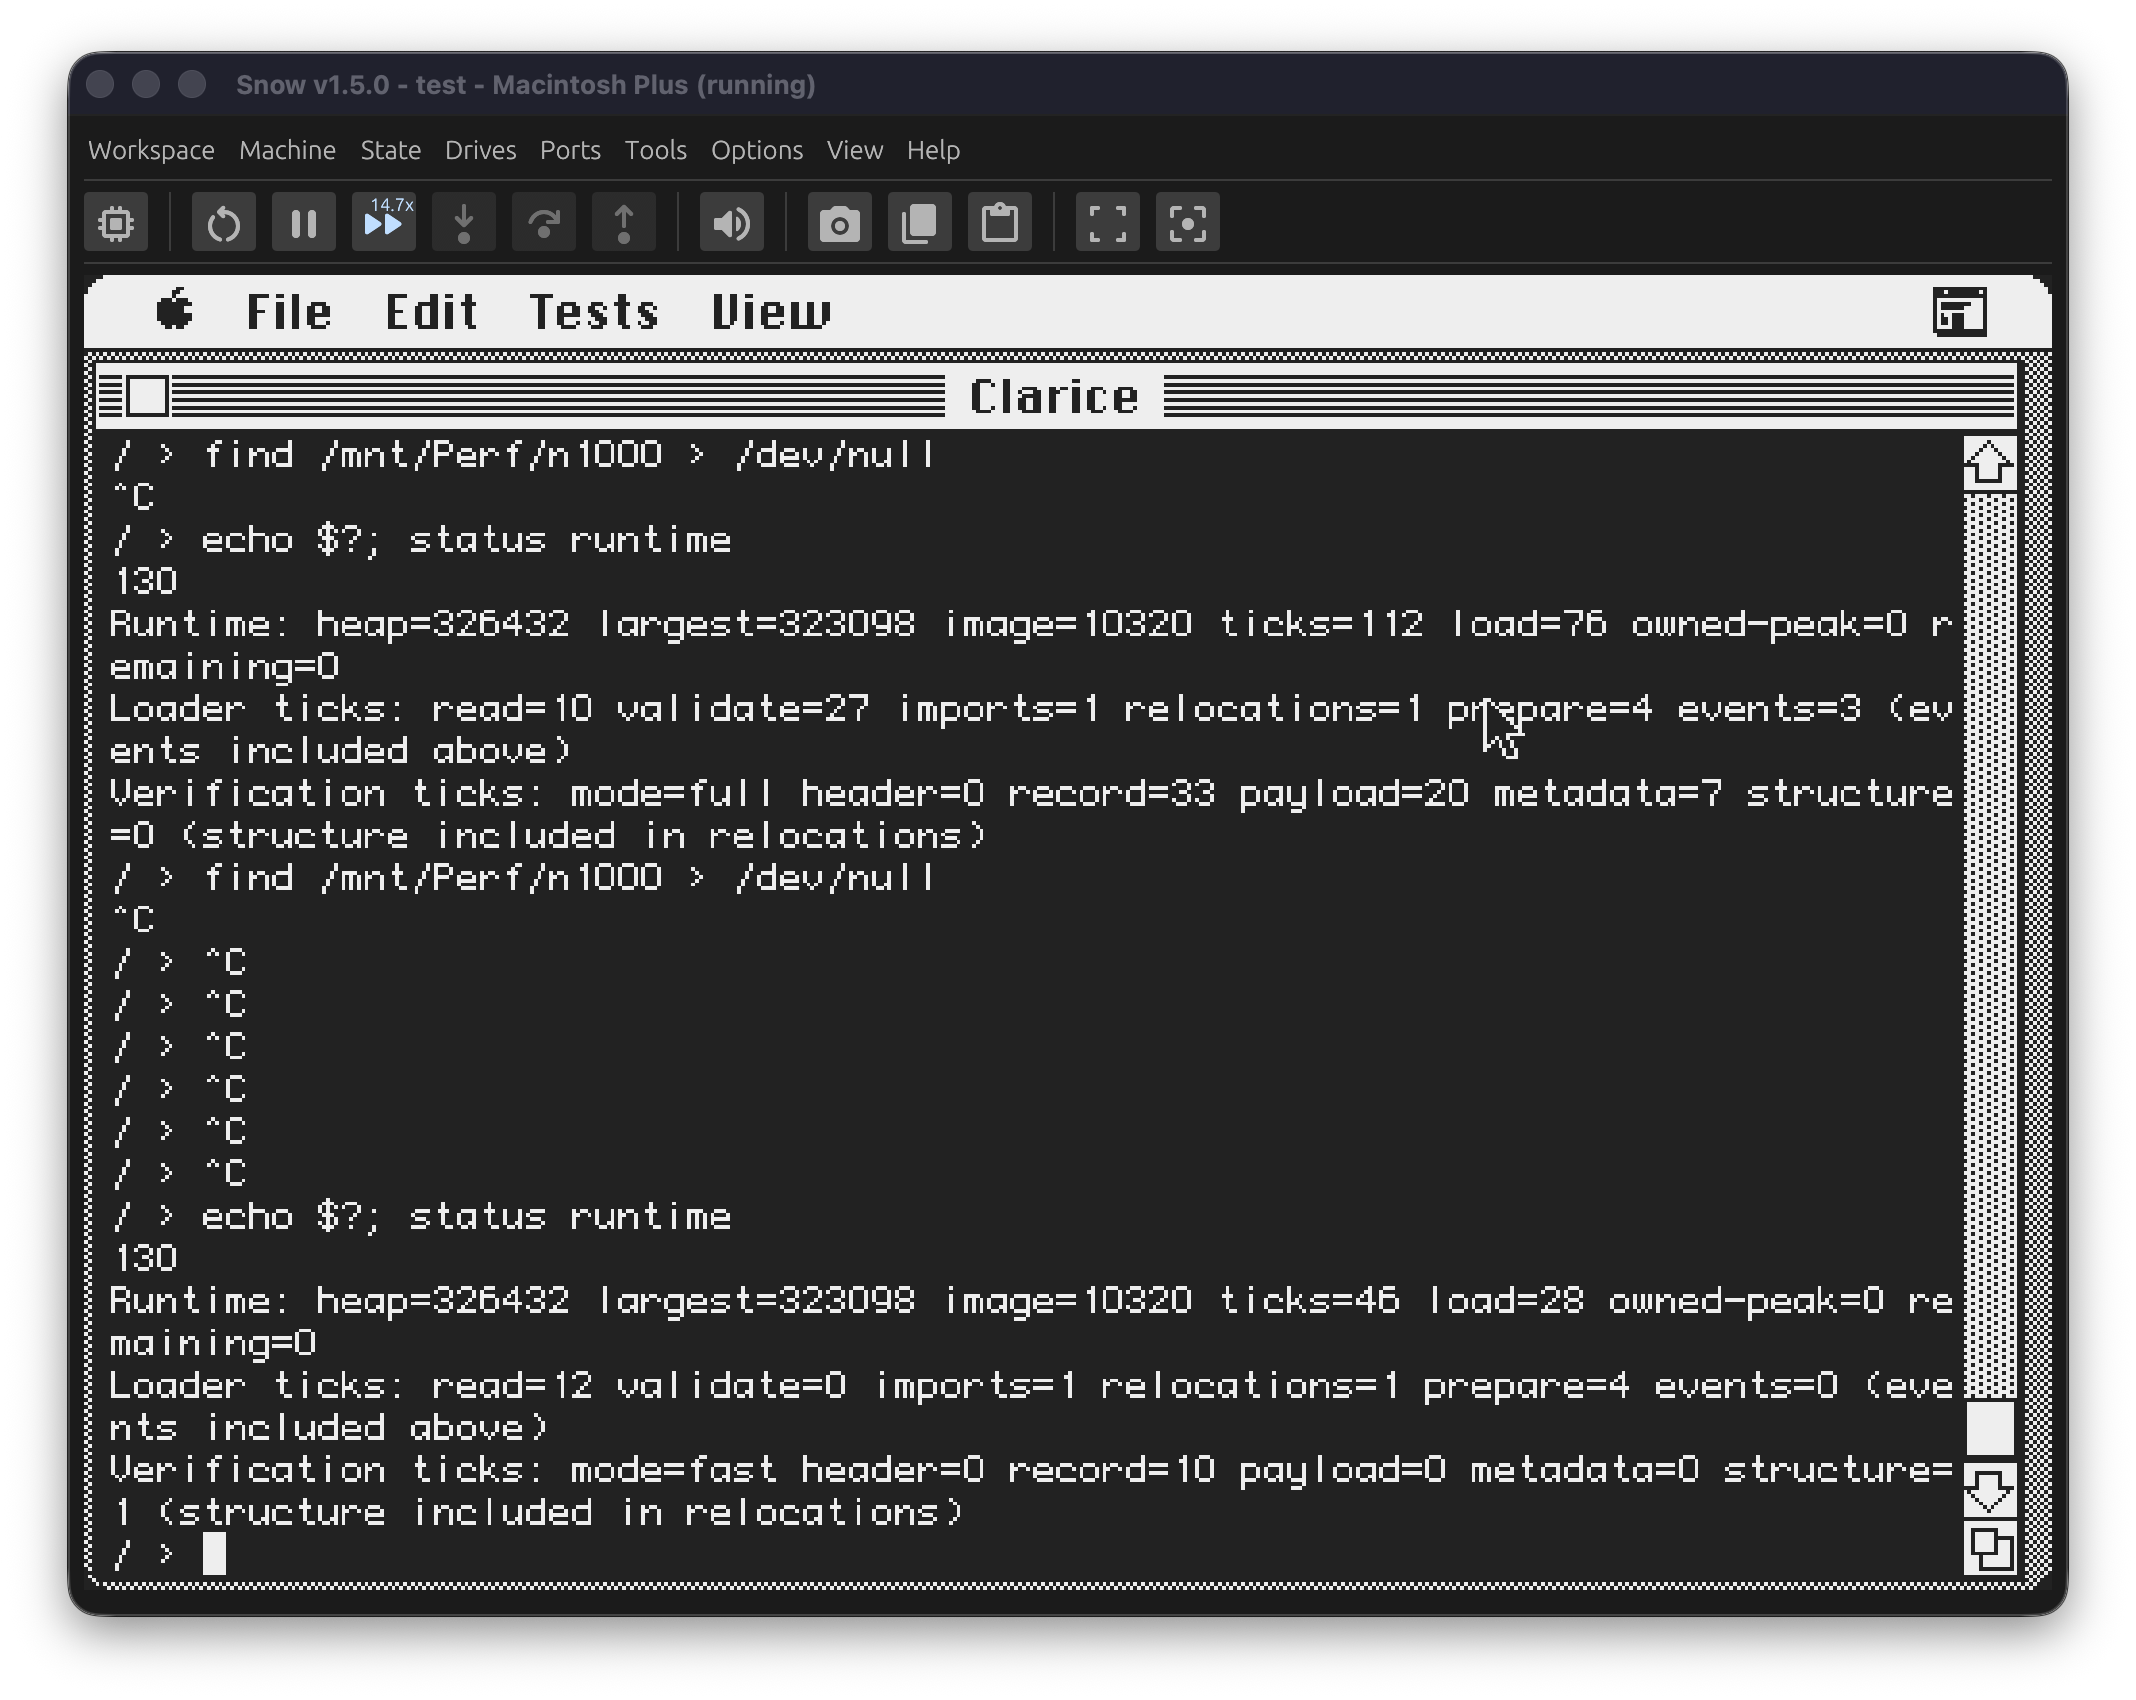 Snow v1.5.0 - test - Macintosh Plus (running)
Workspace Machine State Drives Ports Tools Options View Help
14.7x
File Edit Tests View
Clarice
/ > find /mnt/Perf/n1000 > /dev/null
^C
/ > echo $?; status runtime
130
Runtime: heap=326432 largest=323098 image=10320 ticks=112 load=76 owned-peak=0 r
emaining=0
Loader ticks: read=10 validate=27 imports=1 relocations=1 prepare=4 events=3 (ev
ents included above)
Verification ticks: mode=full header=0 record=33 payload=20 metadata=7 structure
=0 (structure included in relocations)
/ > find /mnt/Perf/n1000 > /dev/null
^C
/ > ^C
/ > ^C
/ > ^C
/ > ^C
/ > ^C
/ > ^C
/ > echo $?; status runtime
130
Runtime: heap=326432 largest=323098 image=10320 ticks=46 load=28 owned-peak=0 re
maining=0
Loader ticks: read=12 validate=0 imports=1 relocations=1 prepare=4 events=0 (eve
nts included above)
Verification ticks: mode=fast header=0 record=10 payload=0 metadata=0 structure=
1 (structure included in relocations)
/ >